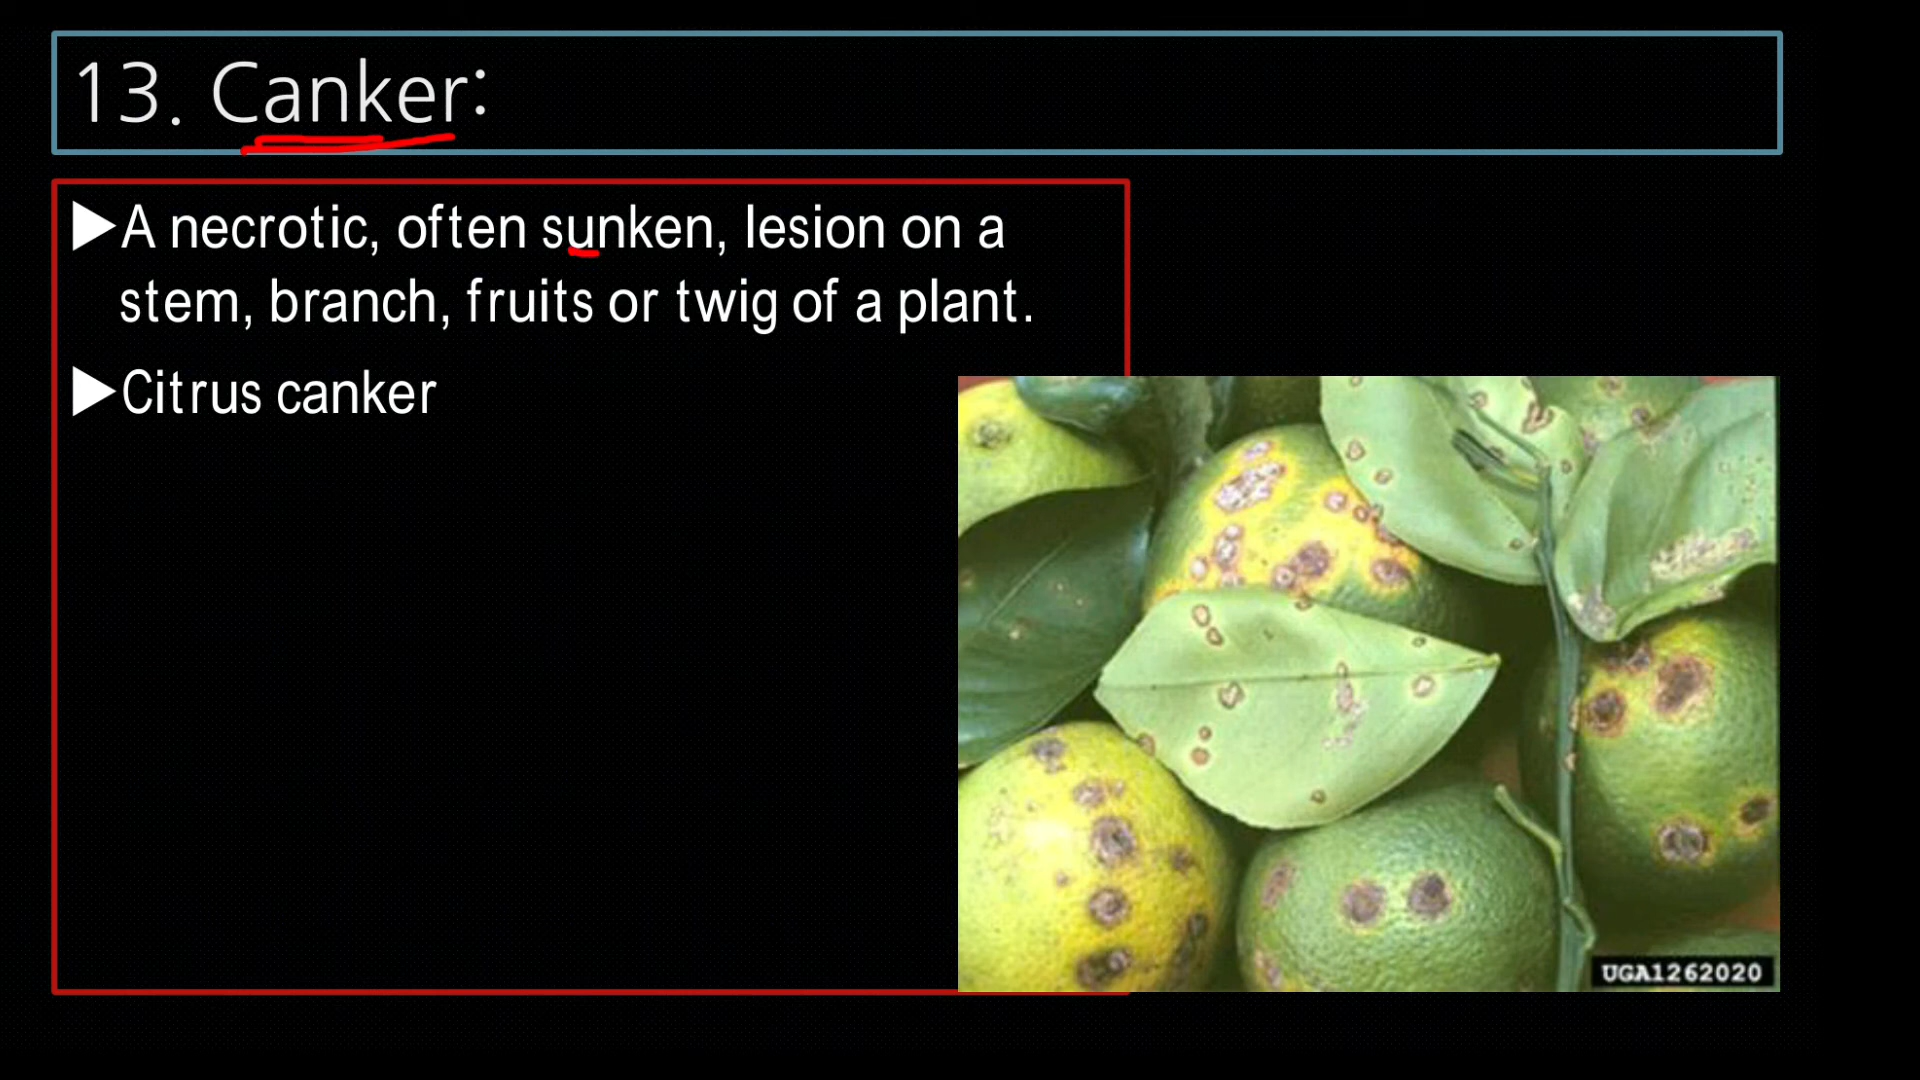 13. Canker:
▶A necrotic, often sunken, lesion on a
stem, branch, fruits or twig of a plant.
▶Citrus canker
UGA1262020